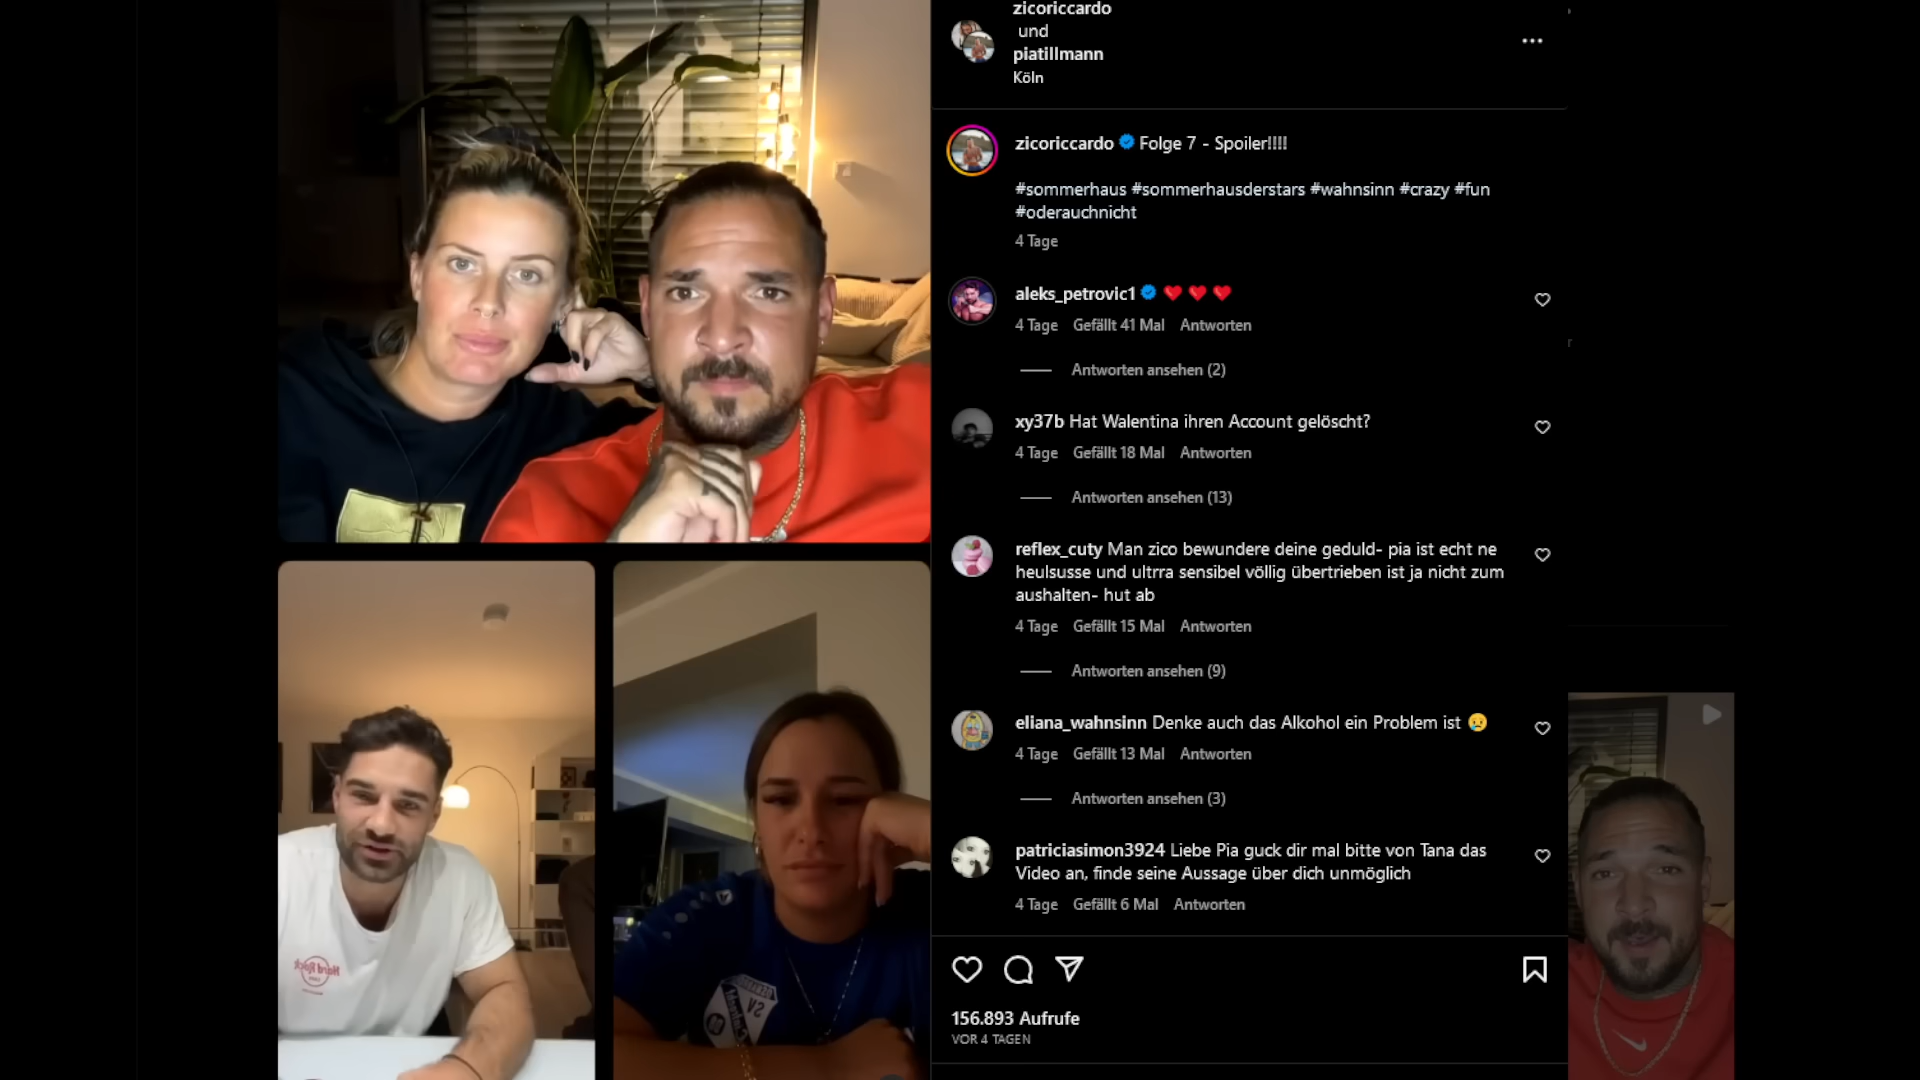 zicoriccardo
und
piatillmann
Köln
zicoriccardo Folge 7 - Spoiler!!!!
#sommerhaus #sommerhausderstars #wahnsinn #crazy #fun
#oderauchnicht
4 Tage
aleks_petrovic1 ❤️ ❤️ ❤️
4 Tage Gefällt 41 Mal Antworten
Antworten ansehen (2)
xy37b Hat Walentina ihren Account gelöscht?
4 Tage Gefällt 18 Mal Antworten
Antworten ansehen (13)
reflex_cuty Man zico bewundere deine geduld- pia ist echt ne
heulsusse und ultrra sensibel völlig übertrieben ist ja nicht zum
aushalten- hut ab
4 Tage Gefällt 15 Mal Antworten
Antworten ansehen (9)
eliana_wahnsinn Denke auch das Alkohol ein Problem ist 😢
4 Tage Gefällt 13 Mal Antworten
Antworten ansehen (3)
patriciasimon3924 Liebe Pia guck dir mal bitte von Tana das
Video an, finde seine Aussage über dich unmöglich
4 Tage Gefällt 6 Mal Antworten
156.893 Aufrufe
VOR 4 TAGEN
Hard Rock
SV